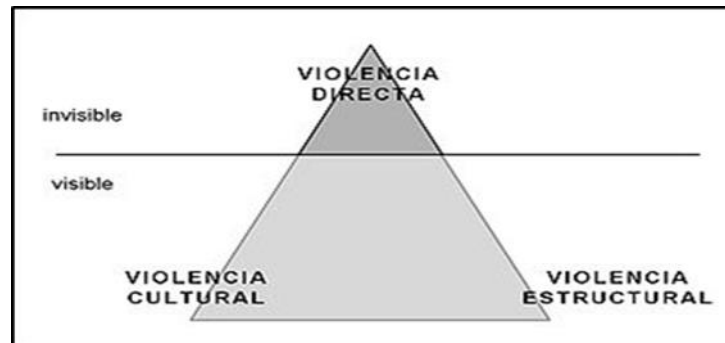 VIOLENCIA
DIRECTA
invisible
visible
VIOLENCIA
CULTURAL
VIOLENCIA
ESTRUCTURAL